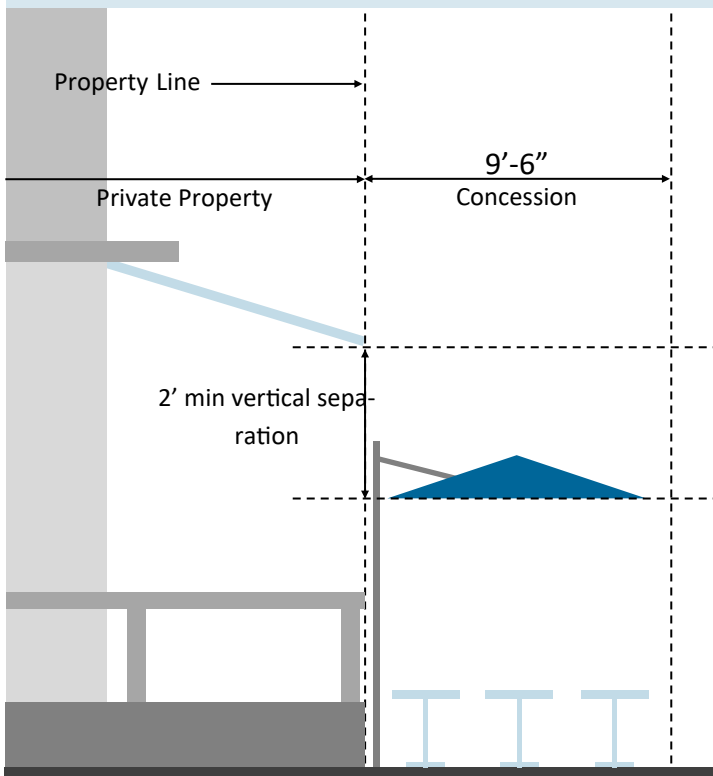 Property Line
9’-6”
Private Property
Concession
2’ min vertical sepa-
ration